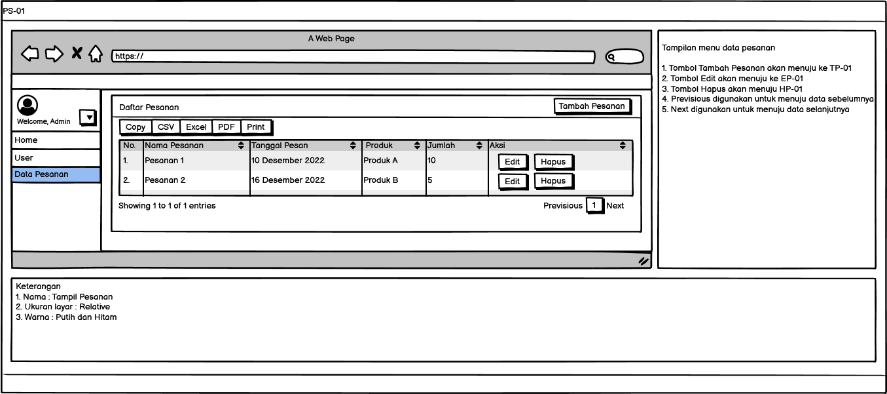 PS-01
A Web Page
https://
Welcome, Admin
Home
User
Data Pesanan
Daftar Pesanan
Tambah Pesanan
Copy CSV Excel PDF Print
No. Nama Pesanan Tanggal Pesan Produk Jumlah Aksi
1. Pesanan 1 10 Desember 2022 Produk A 10 Edit Hapus
2. Pesanan 2 16 Desember 2022 Produk B 5 Edit Hapus
Showing 1 to 1 of 1 entries
Previsious 1 Next
Tampilan menu data pesanan
1. Tombol Tambah Pesanan akan menuju ke TP-01
2. Tombol Edit akan menuju ke EP-01
3. Tombol Hapus akan menuju HP-01
4. Previsious digunakan untuk menuju data sebelumnya
5. Next digunakan untuk menuju data selanjutnya
Keterangan
1. Nama : Tampil Pesanan
2. Ukuran layar : Relative
3. Warna : Putih dan Hitam